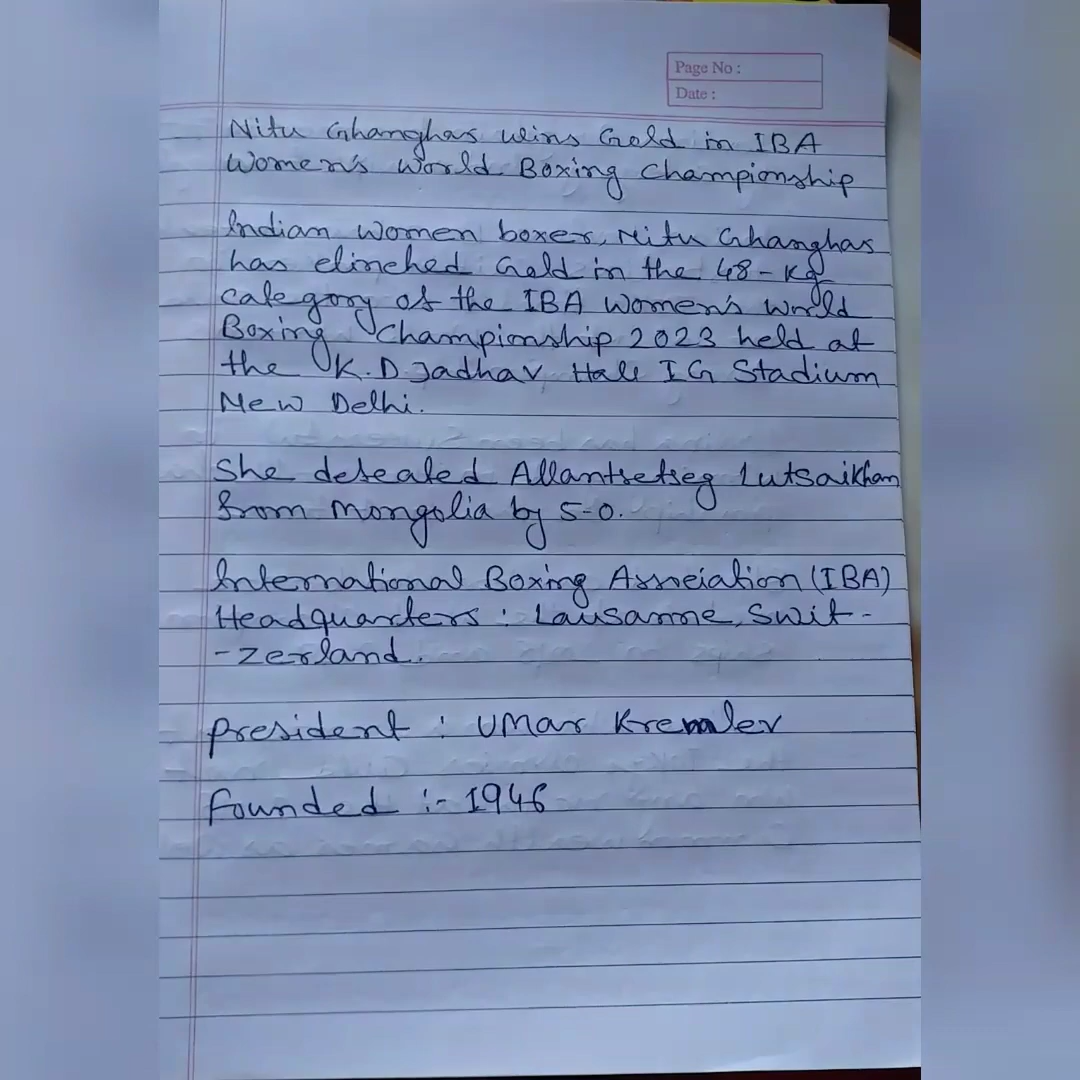 Page No :
Date :
Nitu Ghanghas wins Gold in IBA
Women's World Boxing Championship
Indian Women boxer, Nitu Ghanghas
has clinched Gold in the 48-Kg
category of the IBA Women's World
Boxing Championship 2023 held at
the K.D Jadhav Hall IG Stadium
New Delhi.
She defeated Allantsetseg Lutsaikhan
from Mongolia by 5-0.
International Boxing Association (IBA)
Headquarters : Lausanne, Swit-
-zerland.
President : UMar Kremlev
Founded :- 1946